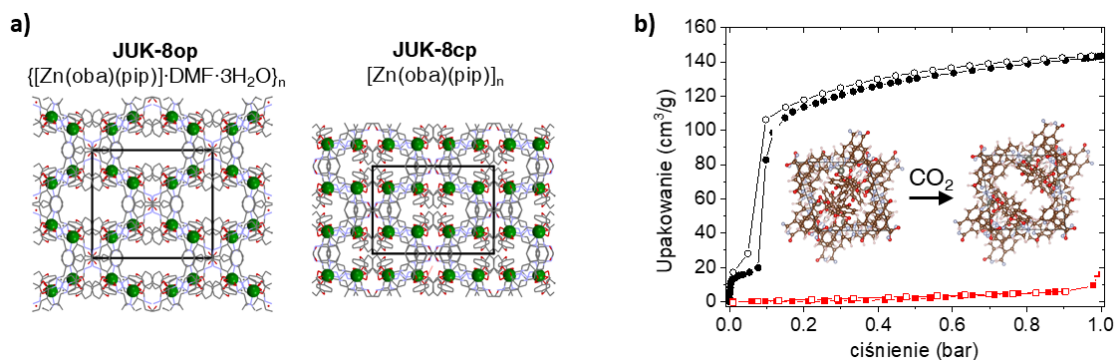 a)
JUK-8op
{[Zn(oba)(pip)]·DMF·3H₂O}ₙ
JUK-8cp
[Zn(oba)(pip)]ₙ
b)
Upakowanie (cm³/g)
160
140
120
100
80
60
40
20
0
CO₂
0.0
0.2
0.4
0.6
0.8
1.0
ciśnienie (bar)